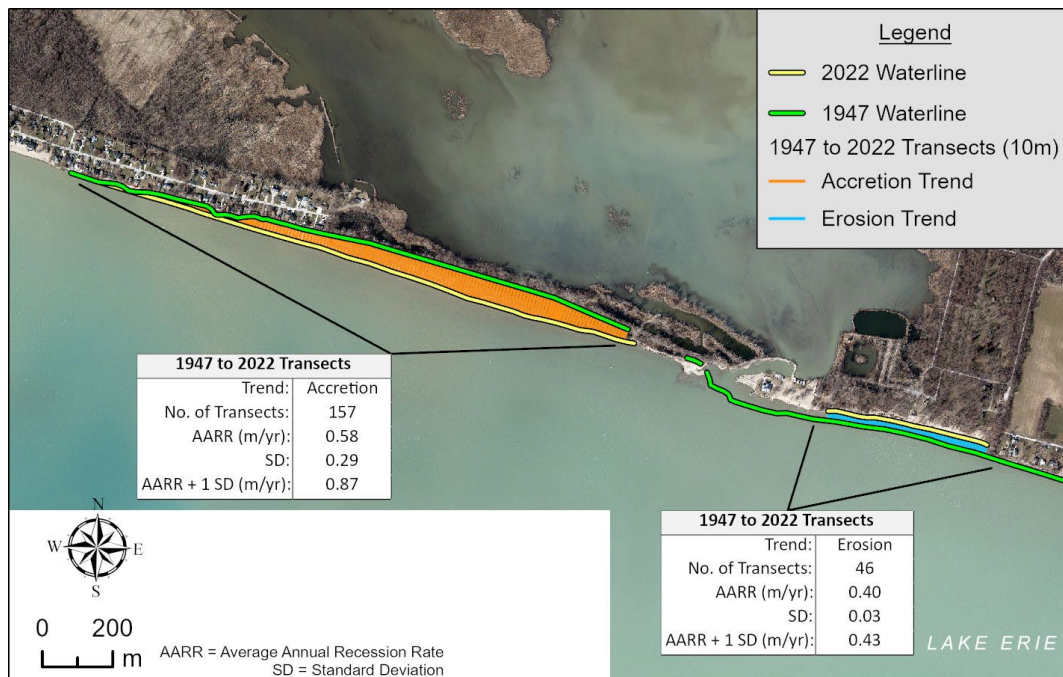 Legend
2022 Waterline
1947 Waterline
1947 to 2022 Transects (10m)
Accretion Trend
Erosion Trend
1947 to 2022 Transects
Trend: Accretion
No. of Transects: 157
AARR (m/yr): 0.58
SD: 0.29
AARR + 1 SD (m/yr): 0.87
1947 to 2022 Transects
Trend: Erosion
No. of Transects: 46
AARR (m/yr): 0.40
SD: 0.03
AARR + 1 SD (m/yr): 0.43
N
W E
S
0 200
m
AARR = Average Annual Recession Rate
SD = Standard Deviation
LAKE ERIE